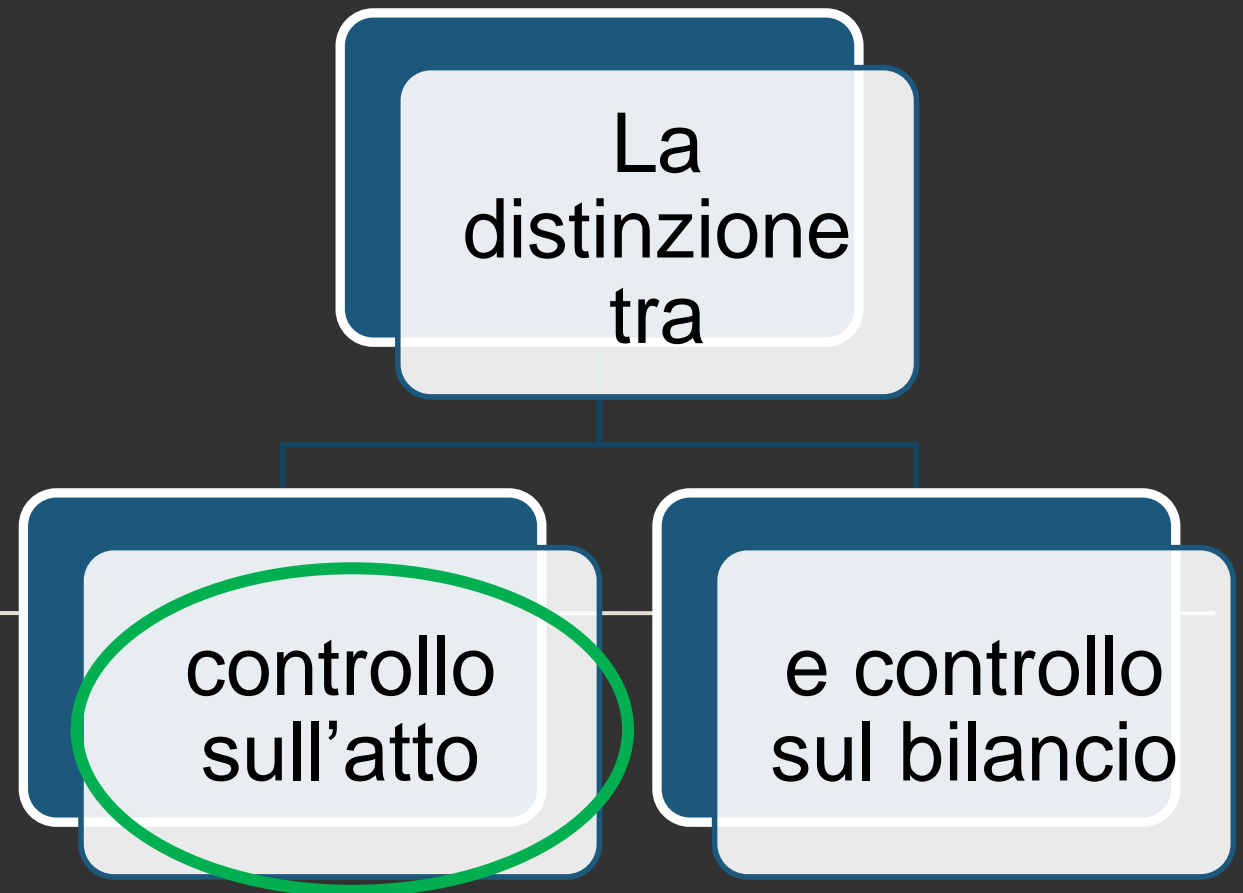 La
distinzione
tra
controllo
sull’atto
e controllo
sul bilancio